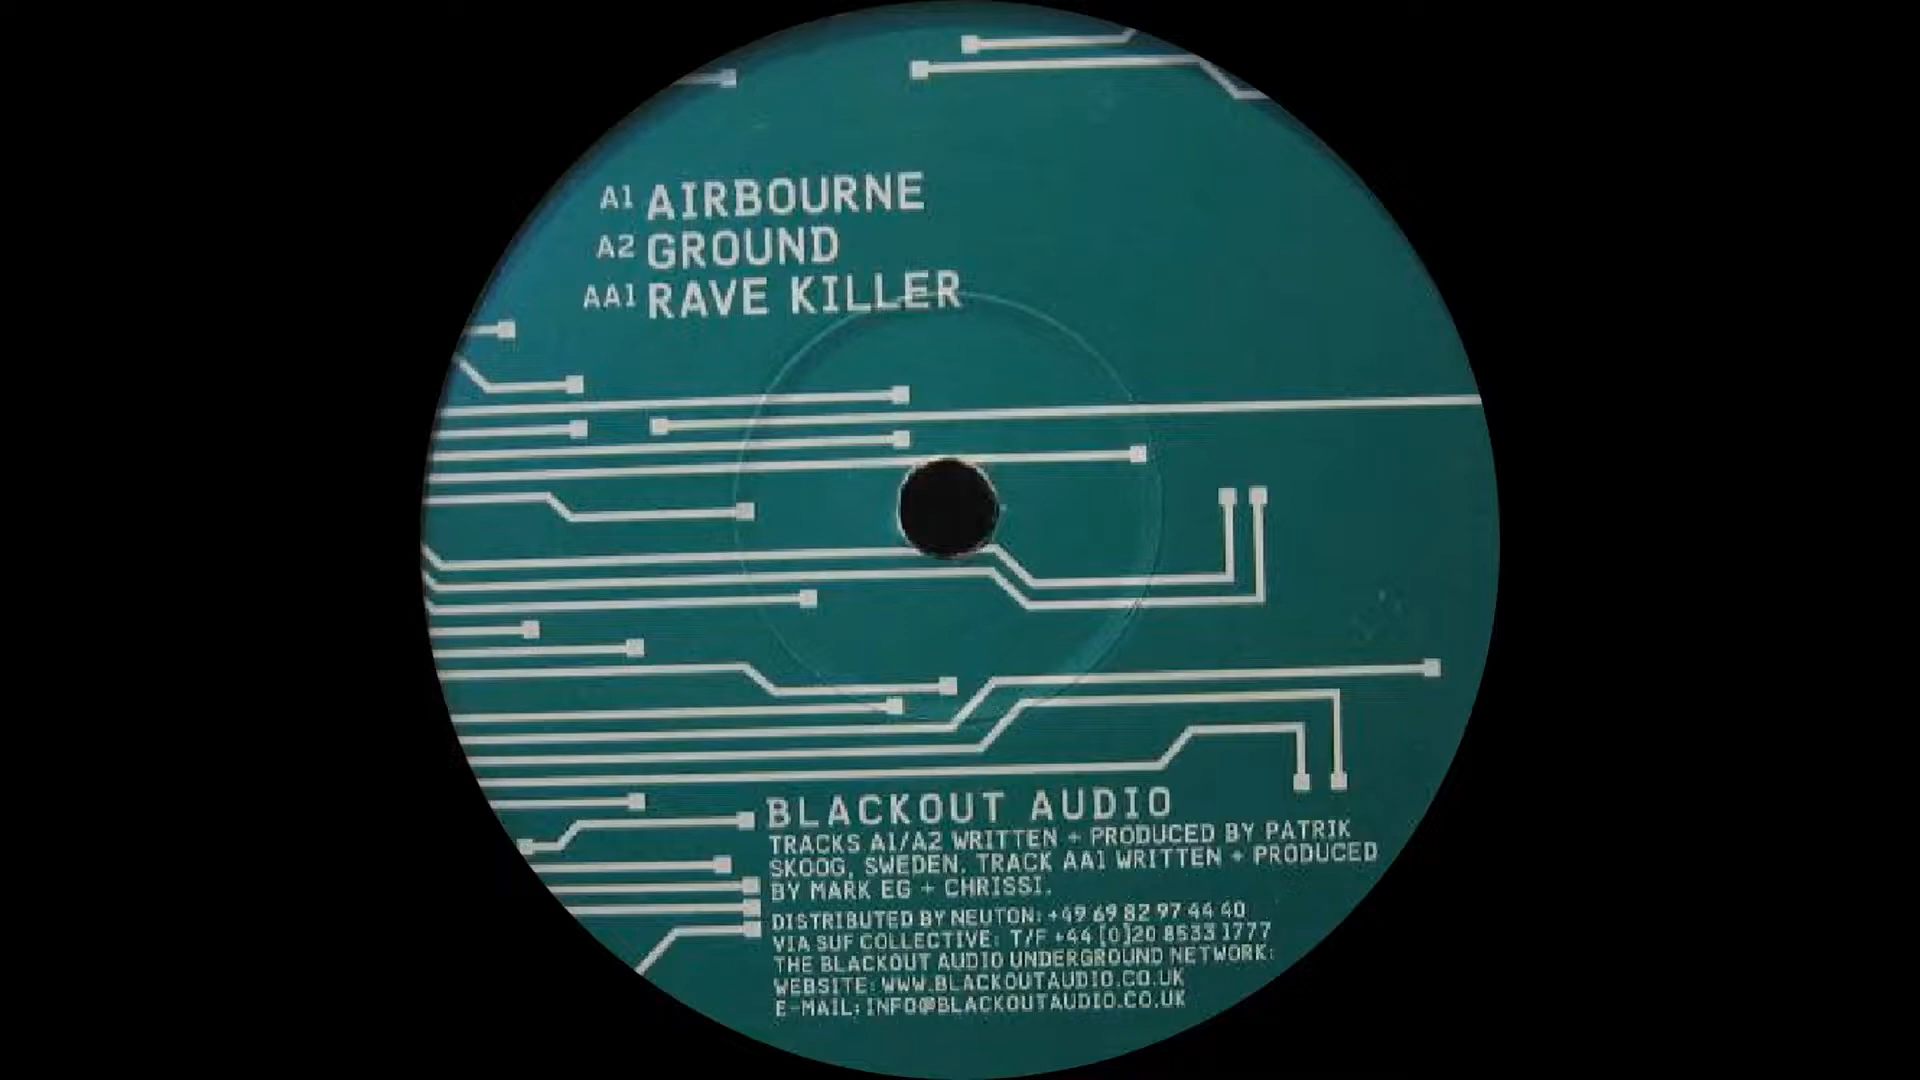 A1 AIRBOURNE
A2 GROUND
AA1 RAVE KILLER
BLACKOUT AUDIO
TRACKS A1/A2 WRITTEN + PRODUCED BY PATRIK
SKOOG, SWEDEN. TRACK AA1 WRITTEN + PRODUCED
BY MARK EG + CHRISSI.
DISTRIBUTED BY NEUTON: +49 69 82 97 44 40
VIA SUF COLLECTIVE: T/F +44 [0]20 8533 1777
THE BLACKOUT AUDIO UNDERGROUND NETWORK:
WEBSITE: WWW.BLACKOUTAUDIO.CO.UK
E-MAIL: INFO@BLACKOUTAUDIO.CO.UK